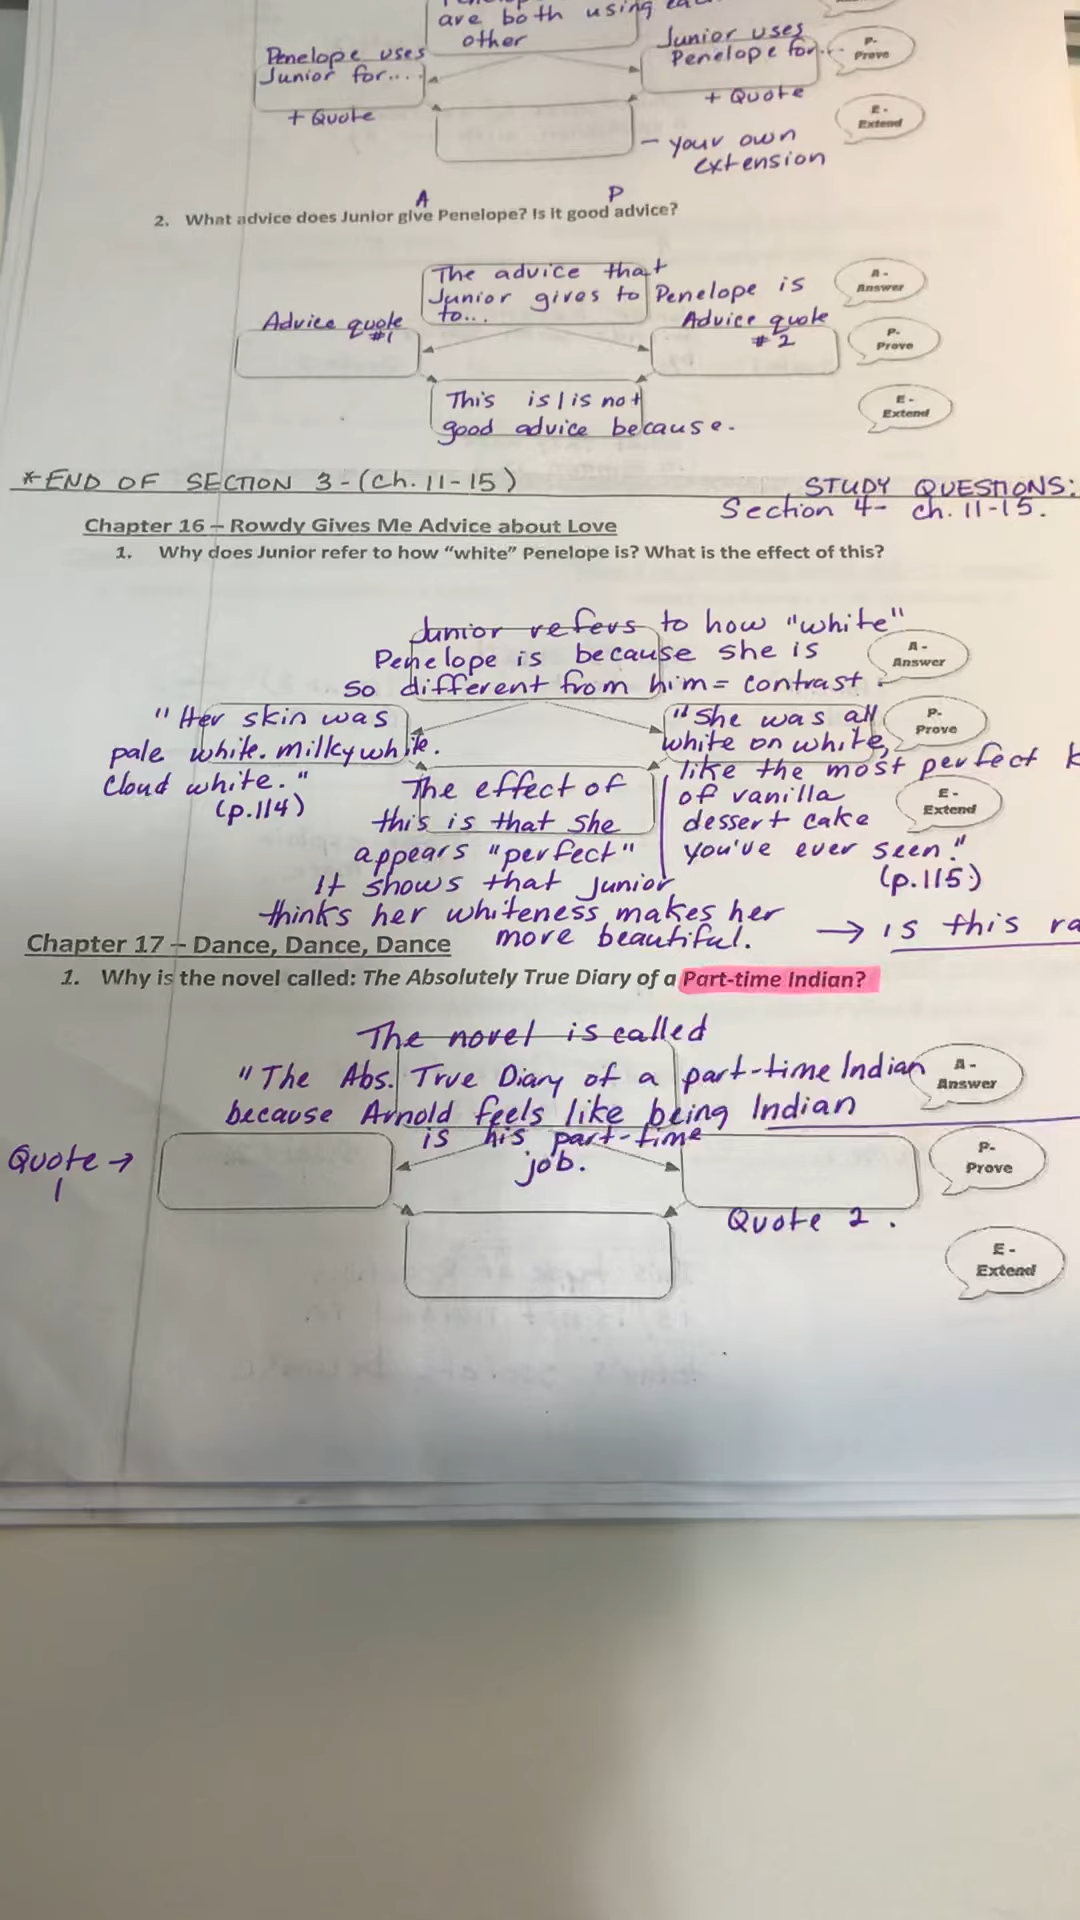 are both using
other
Penelope uses
Junior for....
+ Quote
Junior uses
Penelope for...
+ Quote
P-
Prove
E-
Extend
- your own
extension
A P
2. What advice does Junior give Penelope? Is it good advice?
The advice that
Junior gives to Penelope is
to...
A-
Answer
Advice quote
#1
Advice quote
#2
P-
Prove
This is/is not
good advice because.
E-
Extend
*END OF SECTION 3-(Ch. 11-15)
STUDY QUESTIONS:
Section 4- ch. 11-15.
Chapter 16 – Rowdy Gives Me Advice about Love
1. Why does Junior refer to how "white" Penelope is? What is the effect of this?
Junior refers to how "white"
Penelope is because she is
so different from him = contrast.
A-
Answer
"Her skin was
pale white. milky white.
Cloud white."
(p.114)
"She was all
white on white,
like the most perfect
of vanilla
dessert cake
you've ever seen."
(p.115)
P-
Prove
E-
Extend
The effect of
this is that she
appears "perfect"
It shows that Junior
thinks her whiteness makes her
more beautiful.
→ is this
Chapter 17 – Dance, Dance, Dance
1. Why is the novel called: The Absolutely True Diary of a Part-time Indian?
The novel is called
"The Abs. True Diary of a part-time Indian
because Arnold feels like being Indian
is his part-time
job.
A-
Answer
Quote →
1
Quote 2.
P-
Prove
E-
Extend